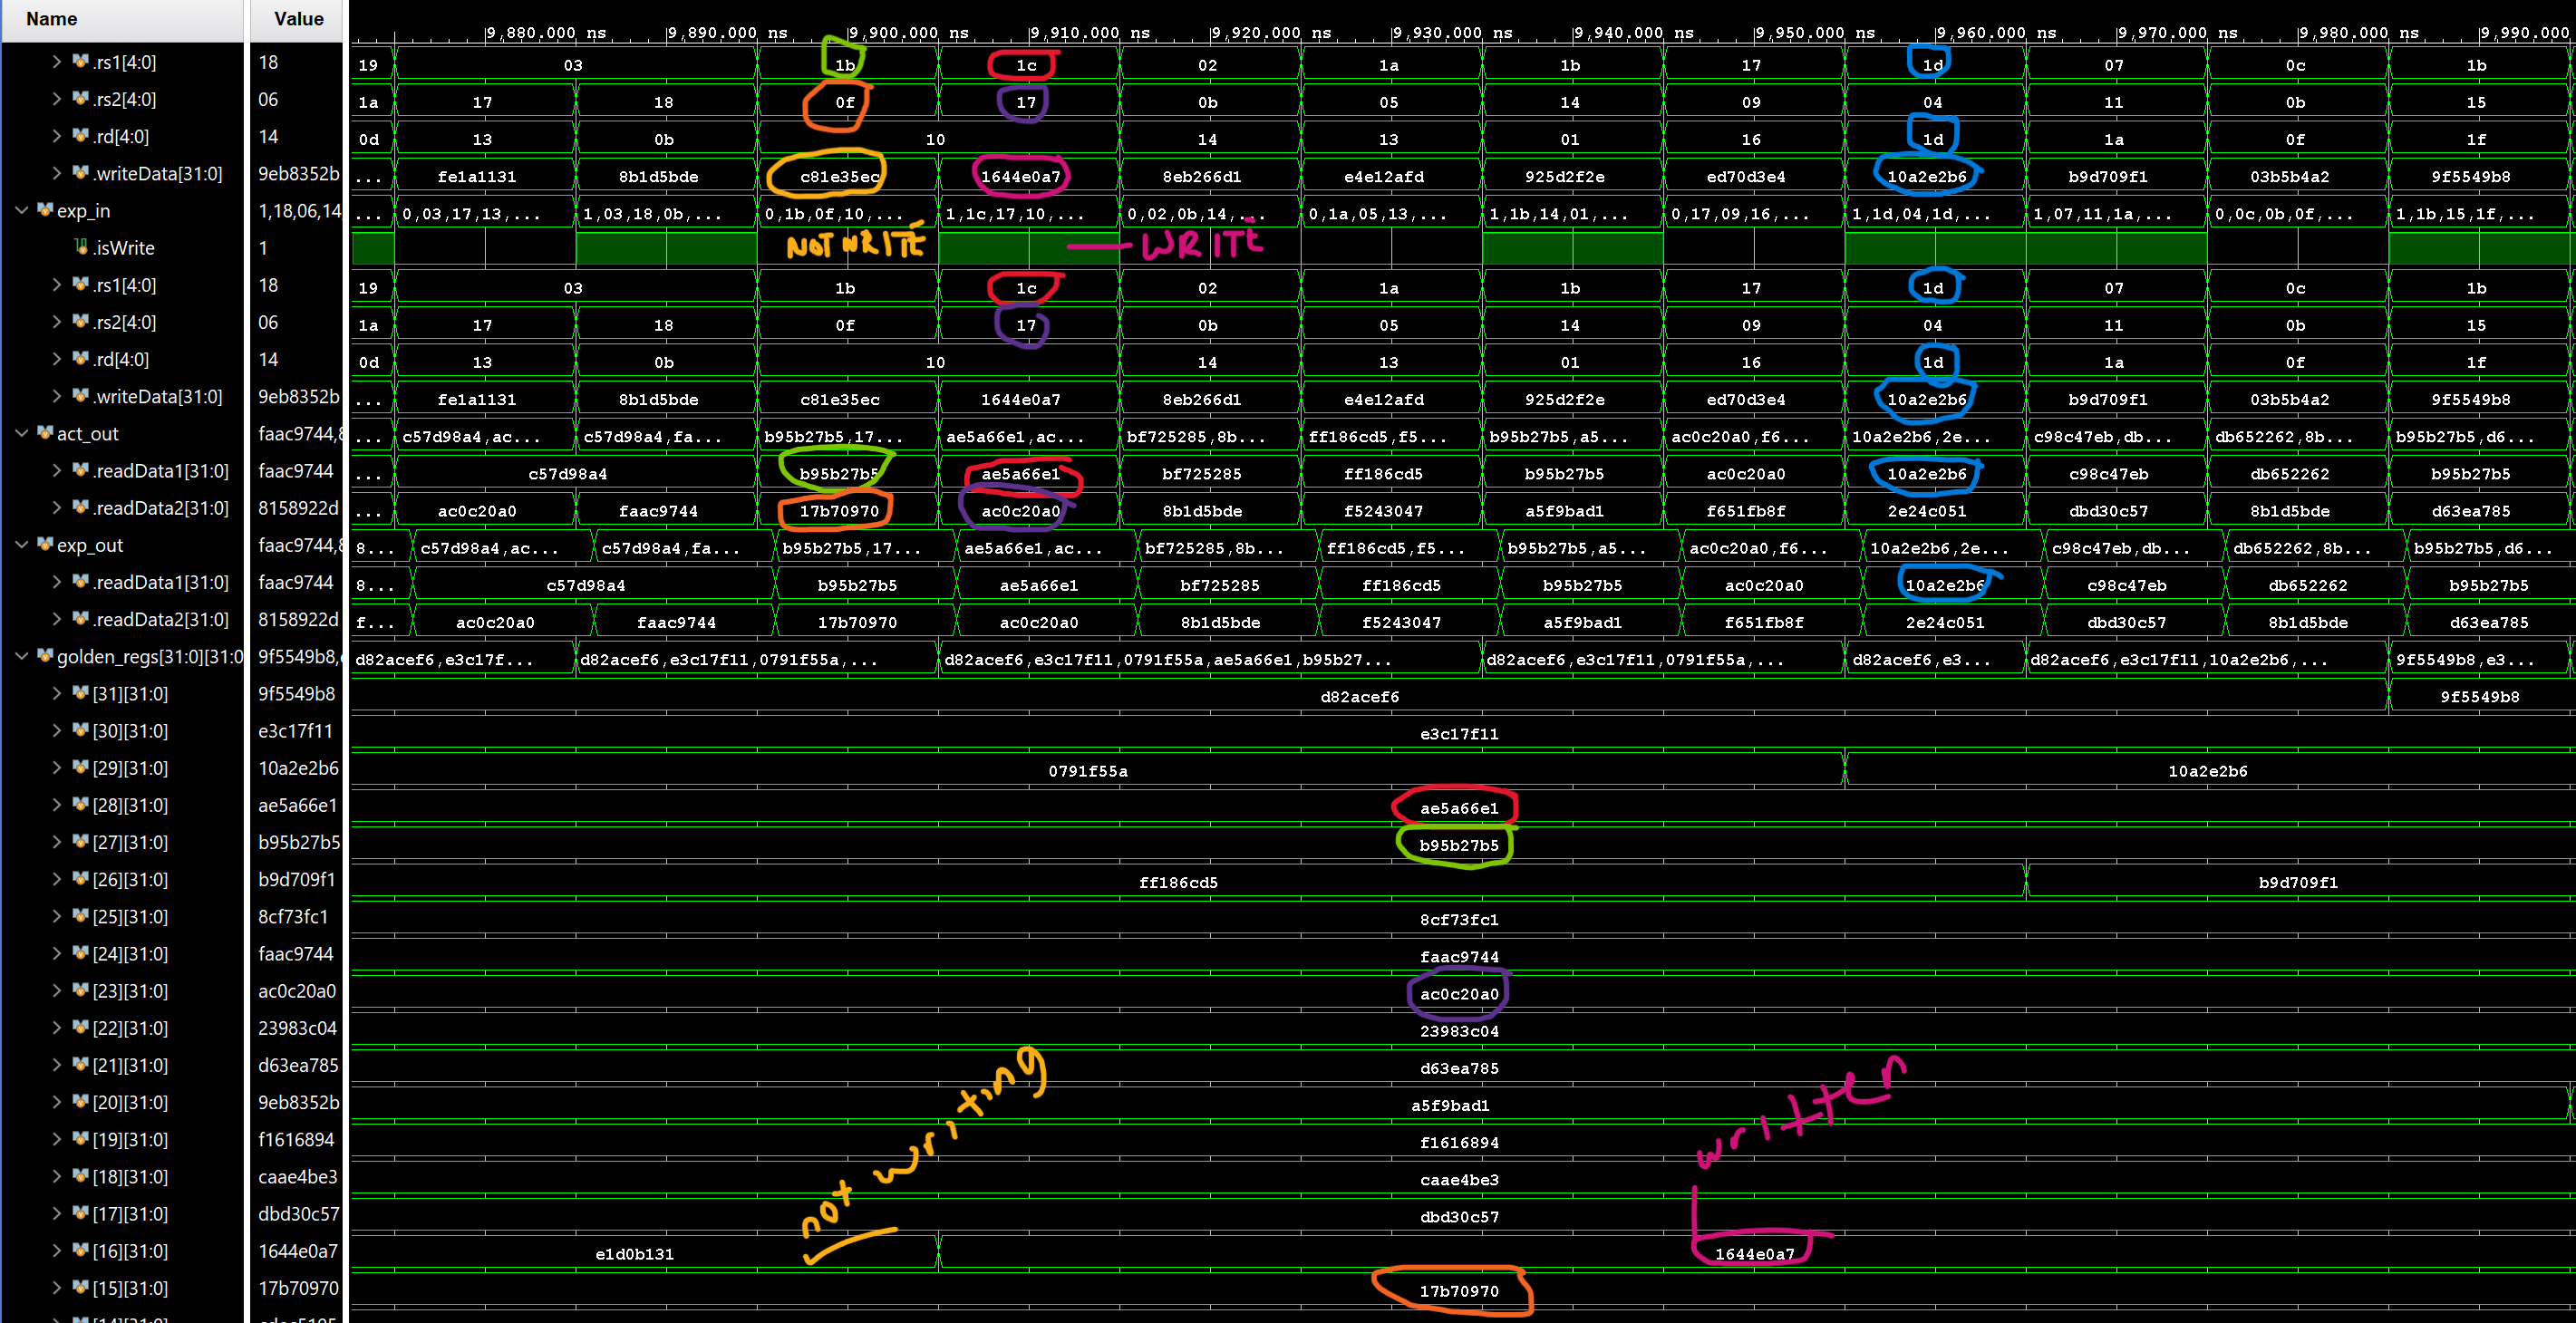 Name Value
9,880.000 ns 9,890.000 ns 9,900.000 ns 9,910.000 ns 9,920.000 ns 9,930.000 ns 9,940.000 ns 9,950.000 ns 9,960.000 ns 9,970.000 ns 9,980.000 ns 9,990.000
.rs1[4:0] 18 19 03 1b 1c 02 1a 1b 17 1d 07 0c 1b
.rs2[4:0] 06 1a 17 18 0f 17 0b 05 14 09 04 11 0b 15
.rd[4:0] 14 0d 13 0b 10 14 13 01 16 1d 1a 0f 1f
.writeData[31:0] 9eb8352b ... fe1a1131 8b1d5bde c81e35ec 1644e0a7 8eb266d1 e4e12afd 925d2f2e ed70d3e4 10a2e2b6 b9d709f1 03b5b4a2 9f5549b8
exp_in 1,18,06,14 ... 0,03,17,13,... 1,03,18,0b,... 0,1b,0f,10,... 1,1c,17,10,... 0,02,0b,14,... 0,1a,05,13,... 1,1b,14,01,... 0,17,09,16,... 1,1d,04,1d,... 1,07,11,1a,... 0,0c,0b,0f,... 1,1b,15,1f,...
.isWrite 1 NOT WRITE WRITE
.rs1[4:0] 18 19 03 1b 1c 02 1a 1b 17 1d 07 0c 1b
.rs2[4:0] 06 1a 17 18 0f 17 0b 05 14 09 04 11 0b 15
.rd[4:0] 14 0d 13 0b 10 14 13 01 16 1d 1a 0f 1f
.writeData[31:0] 9eb8352b ... fe1a1131 8b1d5bde c81e35ec 1644e0a7 8eb266d1 e4e12afd 925d2f2e ed70d3e4 10a2e2b6 b9d709f1 03b5b4a2 9f5549b8
act_out faac9744,8 ... c57d98a4,ac... c57d98a4,fa... b95b27b5,17... ae5a66e1,ac... bf725285,8b... ff186cd5,f5... b95b27b5,a5... ac0c20a0,f6... 10a2e2b6,2e... c98c47eb,db... db652262,8b... b95b27b5,d6...
.readData1[31:0] faac9744 ... c57d98a4 b95b27b5 ae5a66e1 bf725285 ff186cd5 b95b27b5 ac0c20a0 10a2e2b6 c98c47eb db652262 b95b27b5
.readData2[31:0] 8158922d ... ac0c20a0 faac9744 17b70970 ac0c20a0 8b1d5bde f5243047 a5f9bad1 f651fb8f 2e24c051 dbd30c57 8b1d5bde d63ea785
exp_out faac9744,8 8... c57d98a4,ac... c57d98a4,fa... b95b27b5,17... ae5a66e1,ac... bf725285,8b... ff186cd5,f5... b95b27b5,a5... ac0c20a0,f6... 10a2e2b6,2e... c98c47eb,db... db652262,8b... b95b27b5,d6...
.readData1[31:0] faac9744 8... c57d98a4 b95b27b5 ae5a66e1 bf725285 ff186cd5 b95b27b5 ac0c20a0 10a2e2b6 c98c47eb db652262 b95b27b5
.readData2[31:0] 8158922d f... ac0c20a0 faac9744 17b70970 ac0c20a0 8b1d5bde f5243047 a5f9bad1 f651fb8f 2e24c051 dbd30c57 8b1d5bde d63ea785
golden_regs[31:0][31:0 9f5549b8, d82acef6,e3c17f... d82acef6,e3c17f11,0791f55a,... d82acef6,e3c17f11,0791f55a,ae5a66e1,b95b27... d82acef6,e3c17f11,0791f55a,... d82acef6,e3... d82acef6,e3c17f11,10a2e2b6,... 9f5549b8,e3...
[31][31:0] 9f5549b8 d82acef6 9f5549b8
[30][31:0] e3c17f11 e3c17f11
[29][31:0] 10a2e2b6 0791f55a 10a2e2b6
[28][31:0] ae5a66e1 ae5a66e1
[27][31:0] b95b27b5 b95b27b5
[26][31:0] b9d709f1 ff186cd5 b9d709f1
[25][31:0] 8cf73fc1 8cf73fc1
[24][31:0] faac9744 faac9744
[23][31:0] ac0c20a0 ac0c20a0
[22][31:0] 23983c04 23983c04
[21][31:0] d63ea785 d63ea785
[20][31:0] 9eb8352b a5f9bad1
[19][31:0] f1616894 f1616894
not writing written
[18][31:0] caae4be3 caae4be3
[17][31:0] dbd30c57 dbd30c57
[16][31:0] 1644e0a7 e1d0b131 1644e0a7
[15][31:0] 17b70970 17b70970